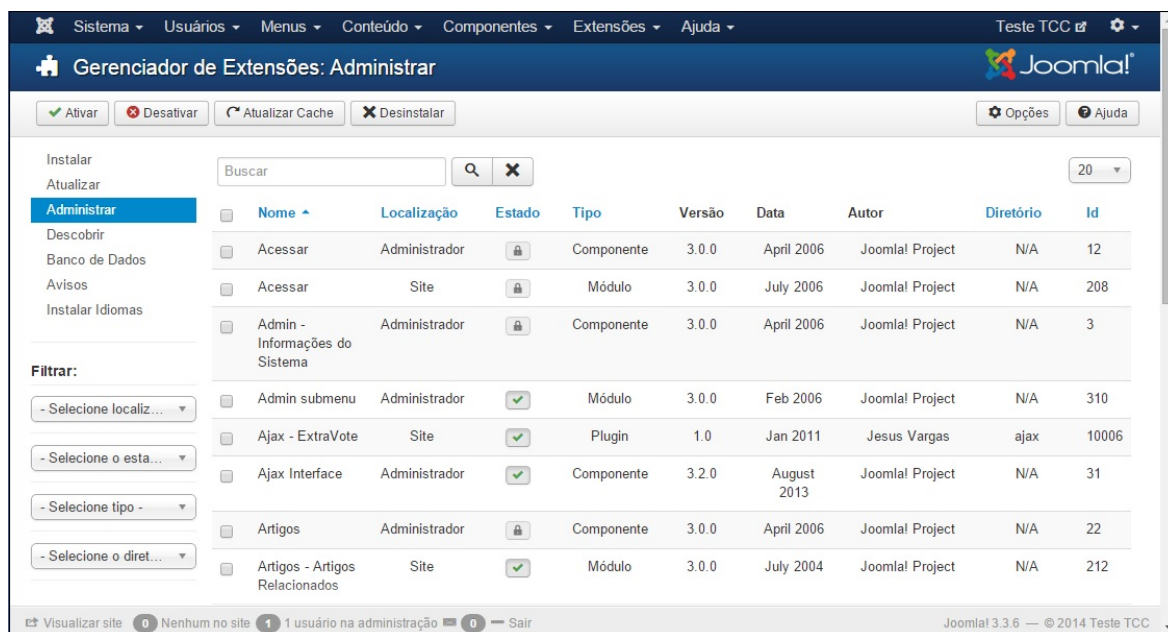 Sistema Usuários Menus Conteúdo Componentes Extensões Ajuda Teste TCC
Gerenciador de Extensões: Administrar Joomla!
Ativar Desativar Atualizar Cache Desinstalar Opções Ajuda
Instalar
Atualizar
Administrar
Descobrir
Banco de Dados
Avisos
Instalar Idiomas
Filtrar:
- Selecione localiz...
- Selecione o esta...
- Selecione tipo -
- Selecione o diret...
Buscar 20
Nome Localização Estado Tipo Versão Data Autor Diretório Id
Acessar Administrador Componente 3.0.0 April 2006 Joomla! Project N/A 12
Acessar Site Módulo 3.0.0 July 2006 Joomla! Project N/A 208
Admin - Administrador Componente 3.0.0 April 2006 Joomla! Project N/A 3
Informações do
Sistema
Admin submenu Administrador Módulo 3.0.0 Feb 2006 Joomla! Project N/A 310
Ajax - ExtraVote Site Plugin 1.0 Jan 2011 Jesus Vargas ajax 10006
Ajax Interface Administrador Componente 3.2.0 August Joomla! Project N/A 31
2013
Artigos Administrador Componente 3.0.0 April 2006 Joomla! Project N/A 22
Artigos - Artigos Site Módulo 3.0.0 July 2004 Joomla! Project N/A 212
Relacionados
Visualizar site 0 Nenhum no site 1 1 usuário na administração 0 Sair Joomla! 3.3.6 — © 2014 Teste TCC